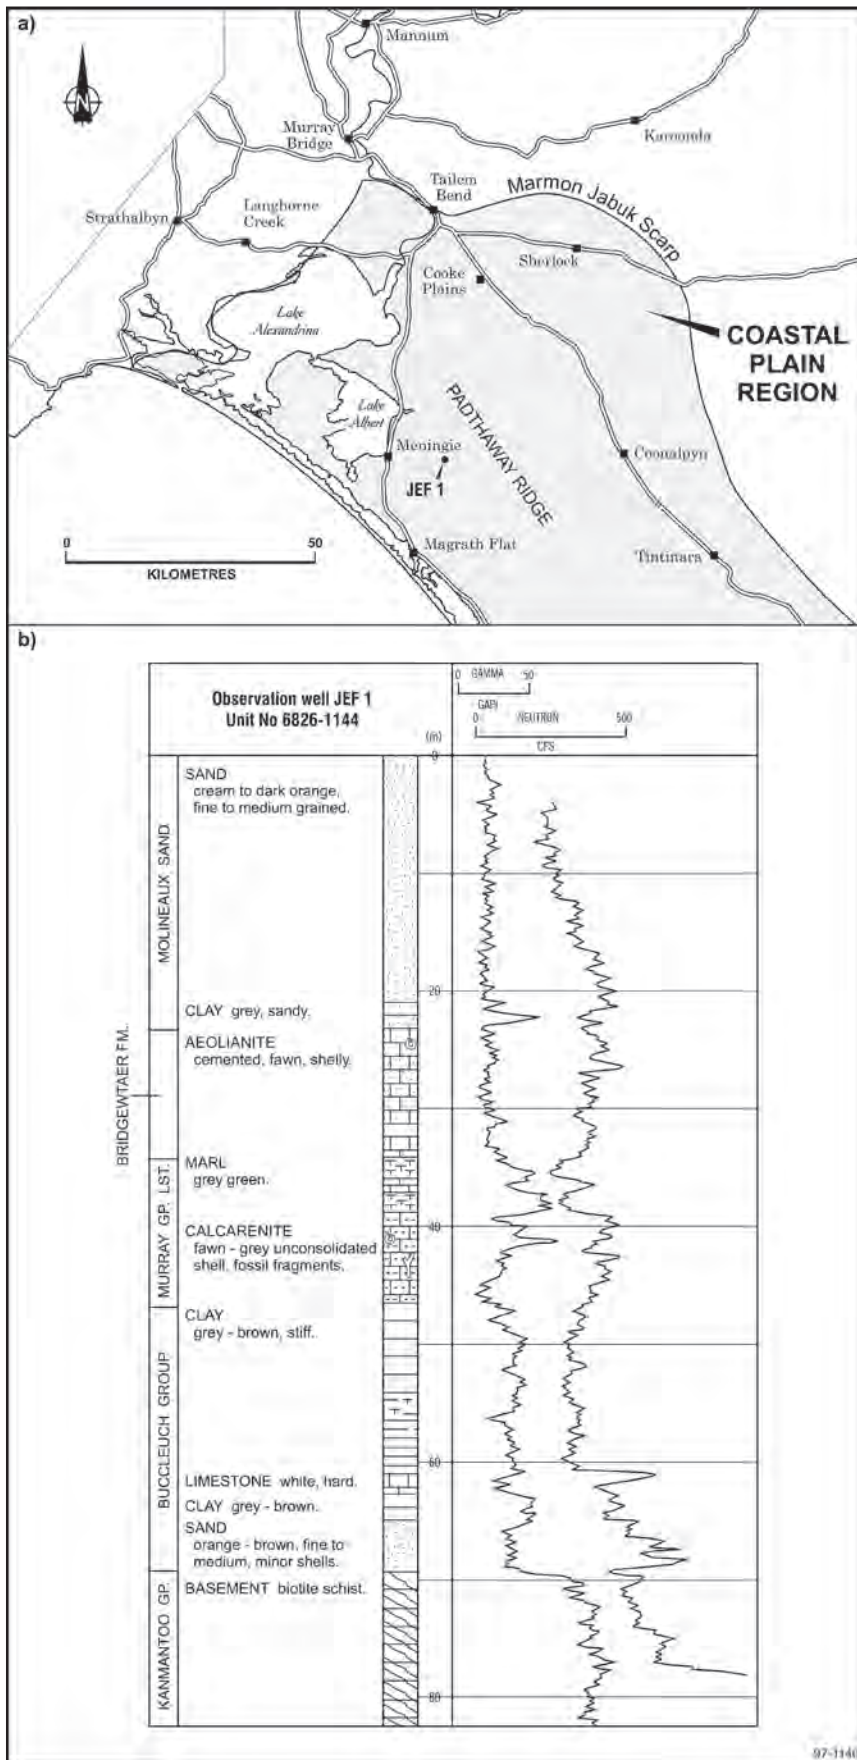 a)
Mannum
Murray
Bridge
Karoonda
Tailem
Bend
Marmon Jabuk Scarp
Strathalbyn
Langhorne
Creek
Sherlock
Cooke
Plains
Lake
Alexandrina
COASTAL
PLAIN
REGION
PADTHAWAY RIDGE
Lake
Albert
Meningie
Coonalpyn
JEF 1
0 50
KILOMETRES
Magrath Flat
Tintinara
b)
Observation well JEF 1
Unit No 6826-1144
0 GAMMA 50
GAPI
0 NEUTRON 500
CFS
(m)
0
MOLINEAUX SAND
SAND
cream to dark orange,
fine to medium grained.
20
CLAY grey, sandy.
BRIDGEWTAER FM.
AEOLIANITE
cemented, fawn, shelly.
MURRAY GP. LST.
MARL
grey green.
40
CALCARENITE
fawn - grey unconsolidated
shell, fossil fragments.
BUCCLEUCH GROUP
CLAY
grey - brown, stiff.
60
LIMESTONE white, hard.
CLAY grey - brown.
SAND
orange - brown, fine to
medium, minor shells.
KANMANTOO GP.
BASEMENT biotite schist.
80